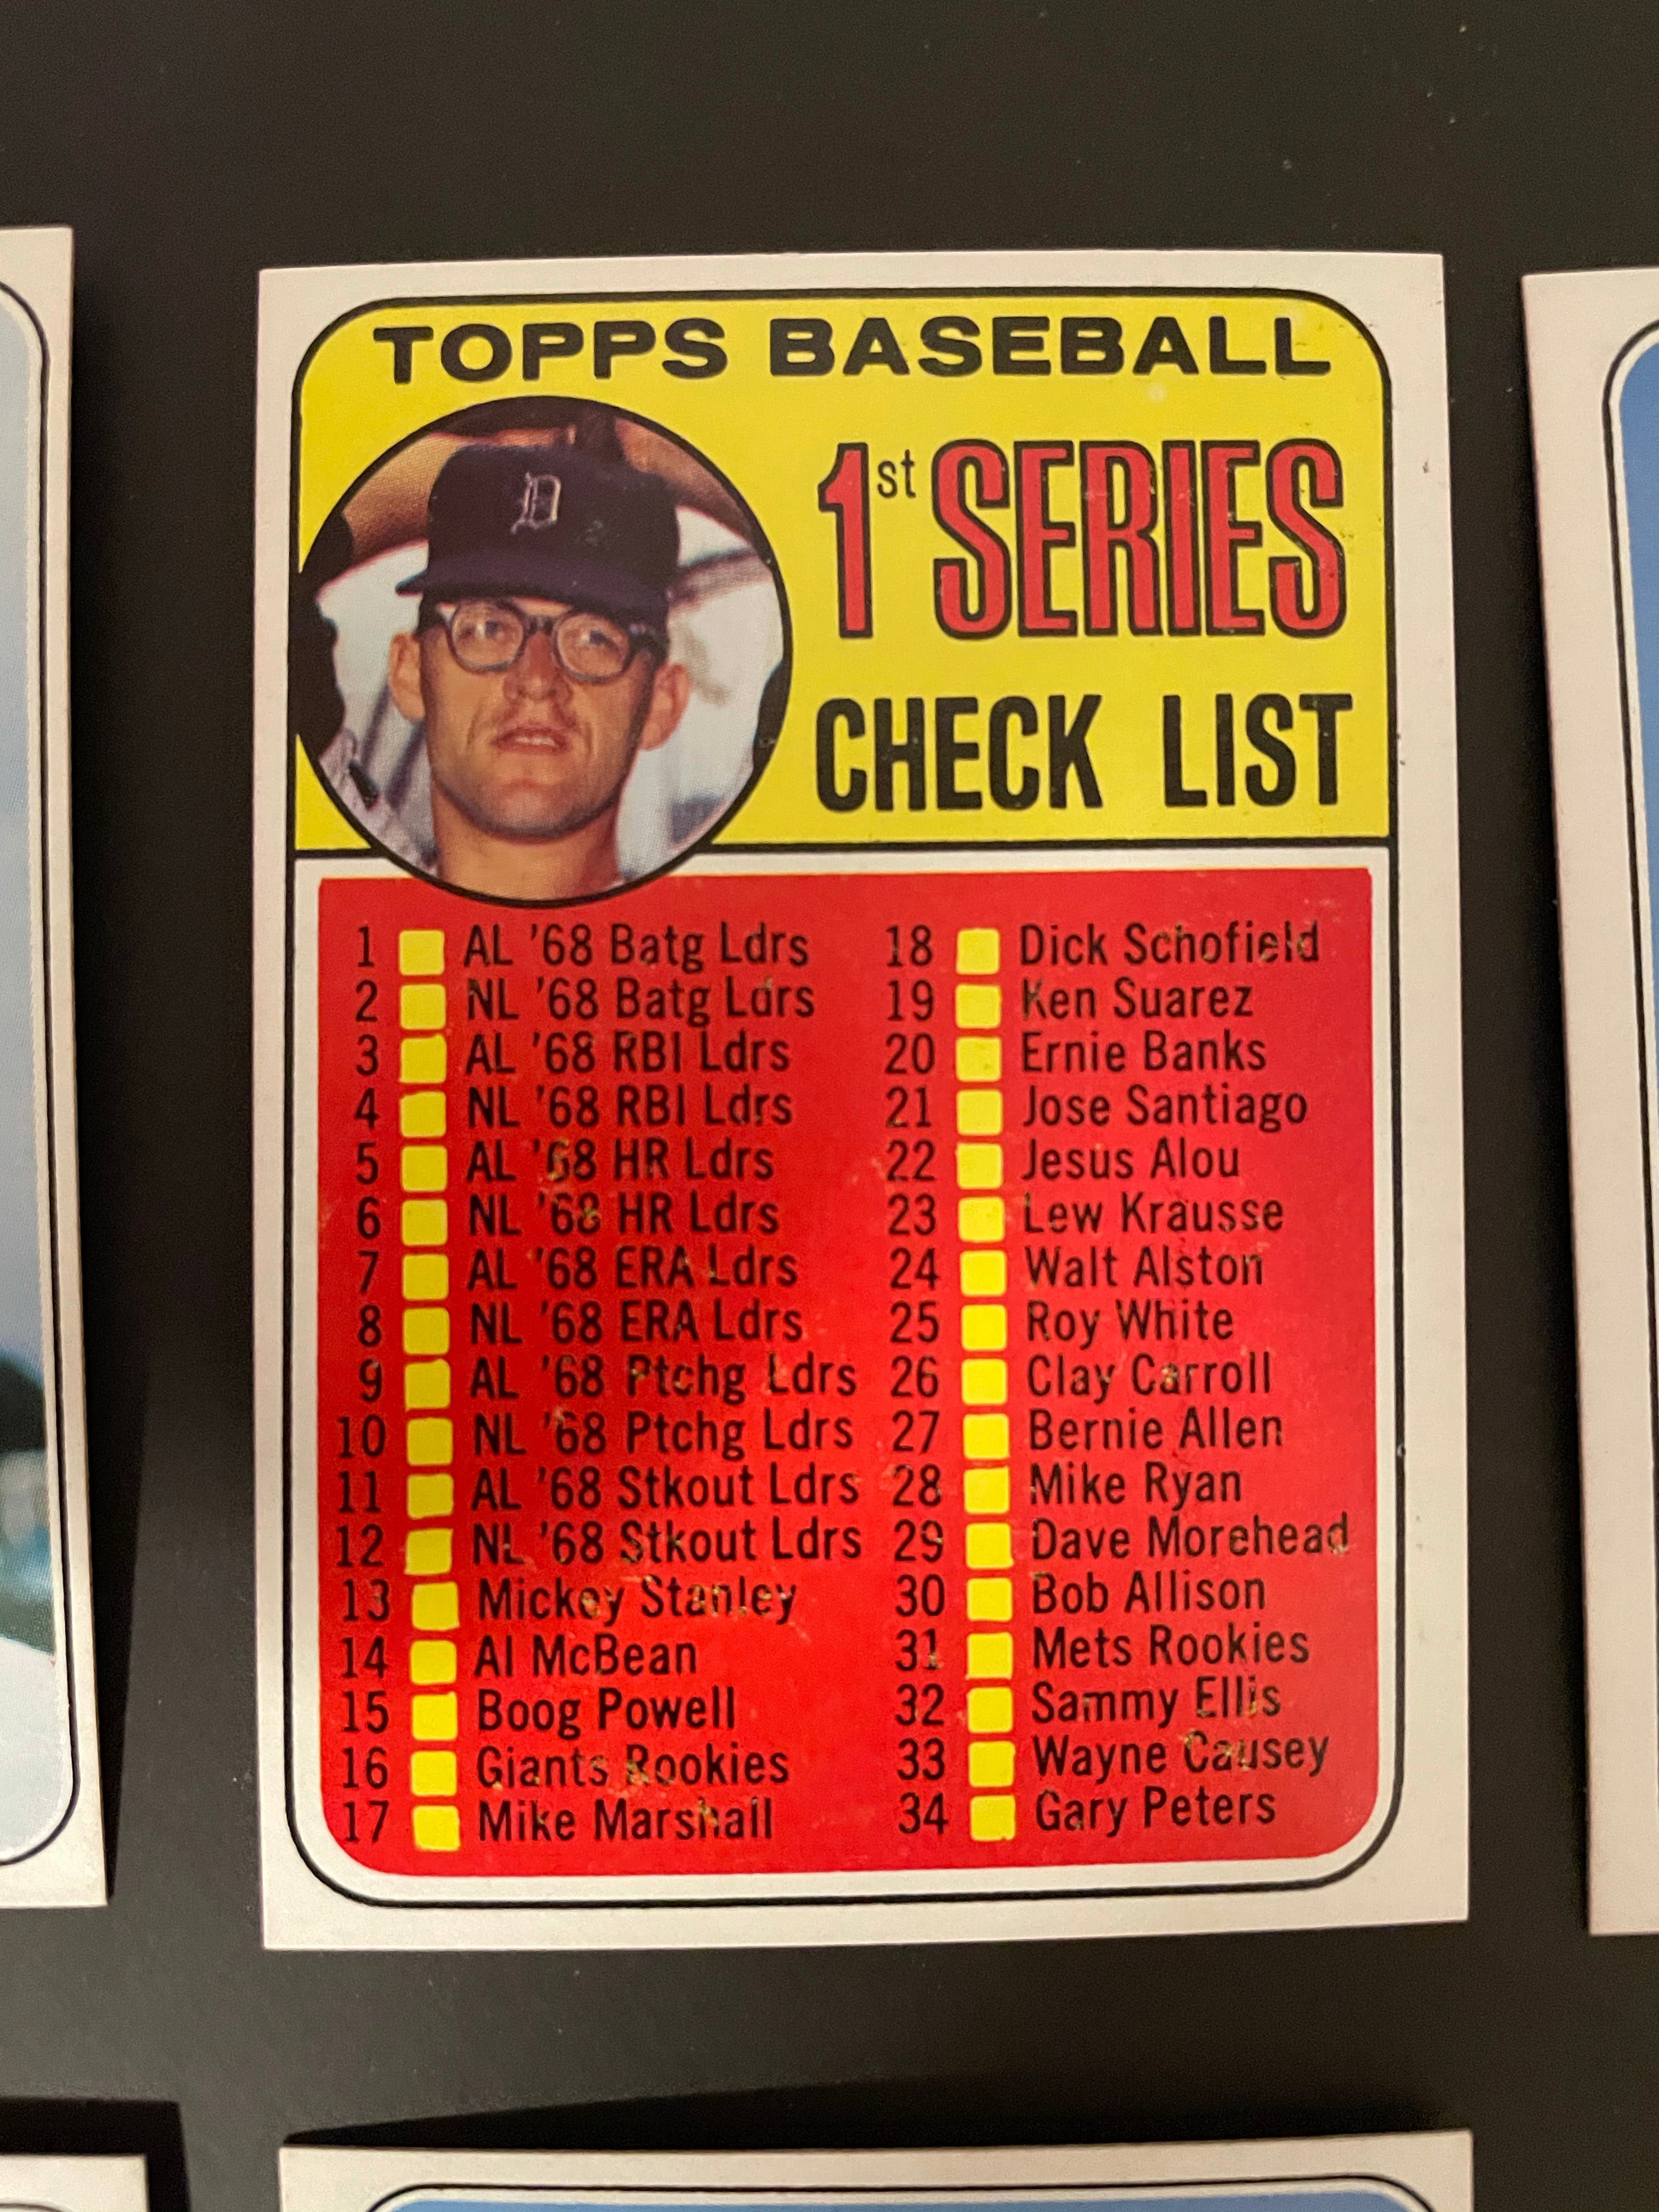 TOPPS BASEBALL
D
1st SERIES
CHECK LIST
1 AL '68 Batg Ldrs
2 NL '68 Batg Ldrs
3 AL '68 RBI Ldrs
4 NL '68 RBI Ldrs
5 AL '68 HR Ldrs
6 NL '68 HR Ldrs
7 AL '68 ERA Ldrs
8 NL '68 ERA Ldrs
9 AL '68 Ptchg Ldrs
10 NL '68 Ptchg Ldrs
11 AL '68 Stkout Ldrs
12 NL '68 Stkout Ldrs
13 Mickey Stanley
14 Al McBean
15 Boog Powell
16 Giants Rookies
17 Mike Marshall
18 Dick Schofield
19 Ken Suarez
20 Ernie Banks
21 Jose Santiago
22 Jesus Alou
23 Lew Krausse
24 Walt Alston
25 Roy White
26 Clay Carroll
27 Bernie Allen
28 Mike Ryan
29 Dave Morehead
30 Bob Allison
31 Mets Rookies
32 Sammy Ellis
33 Wayne Causey
34 Gary Peters